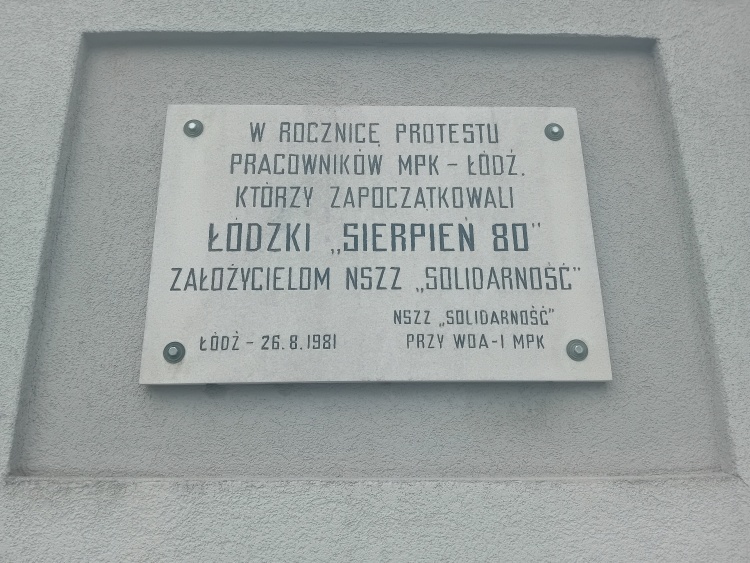 W ROCZNICĘ PROTESTU
PRACOWNIKÓW MPK – ŁÓDŹ.
KTÓRZY ZAPOCZĄTKOWALI
ŁÓDZKI „SIERPIEŃ 80”
ZAŁOŻYCIELOM NSZZ „SOLIDARNOŚĆ”
NSZZ „SOLIDARNOŚĆ”
ŁÓDŹ – 26.8.1981 PRZY WOA-1 MPK